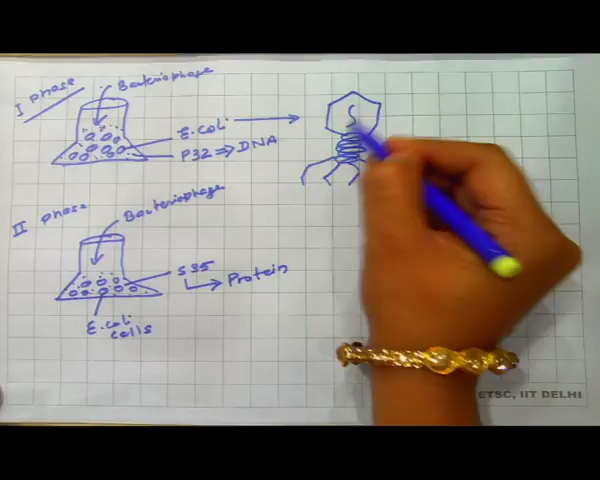 I phase
Bacteriophage
E.coli
P32 ⇒ DNA
II phase
Bacteriophage
S35
Protein
E.coli
cells
ETSC, IIT DELHI